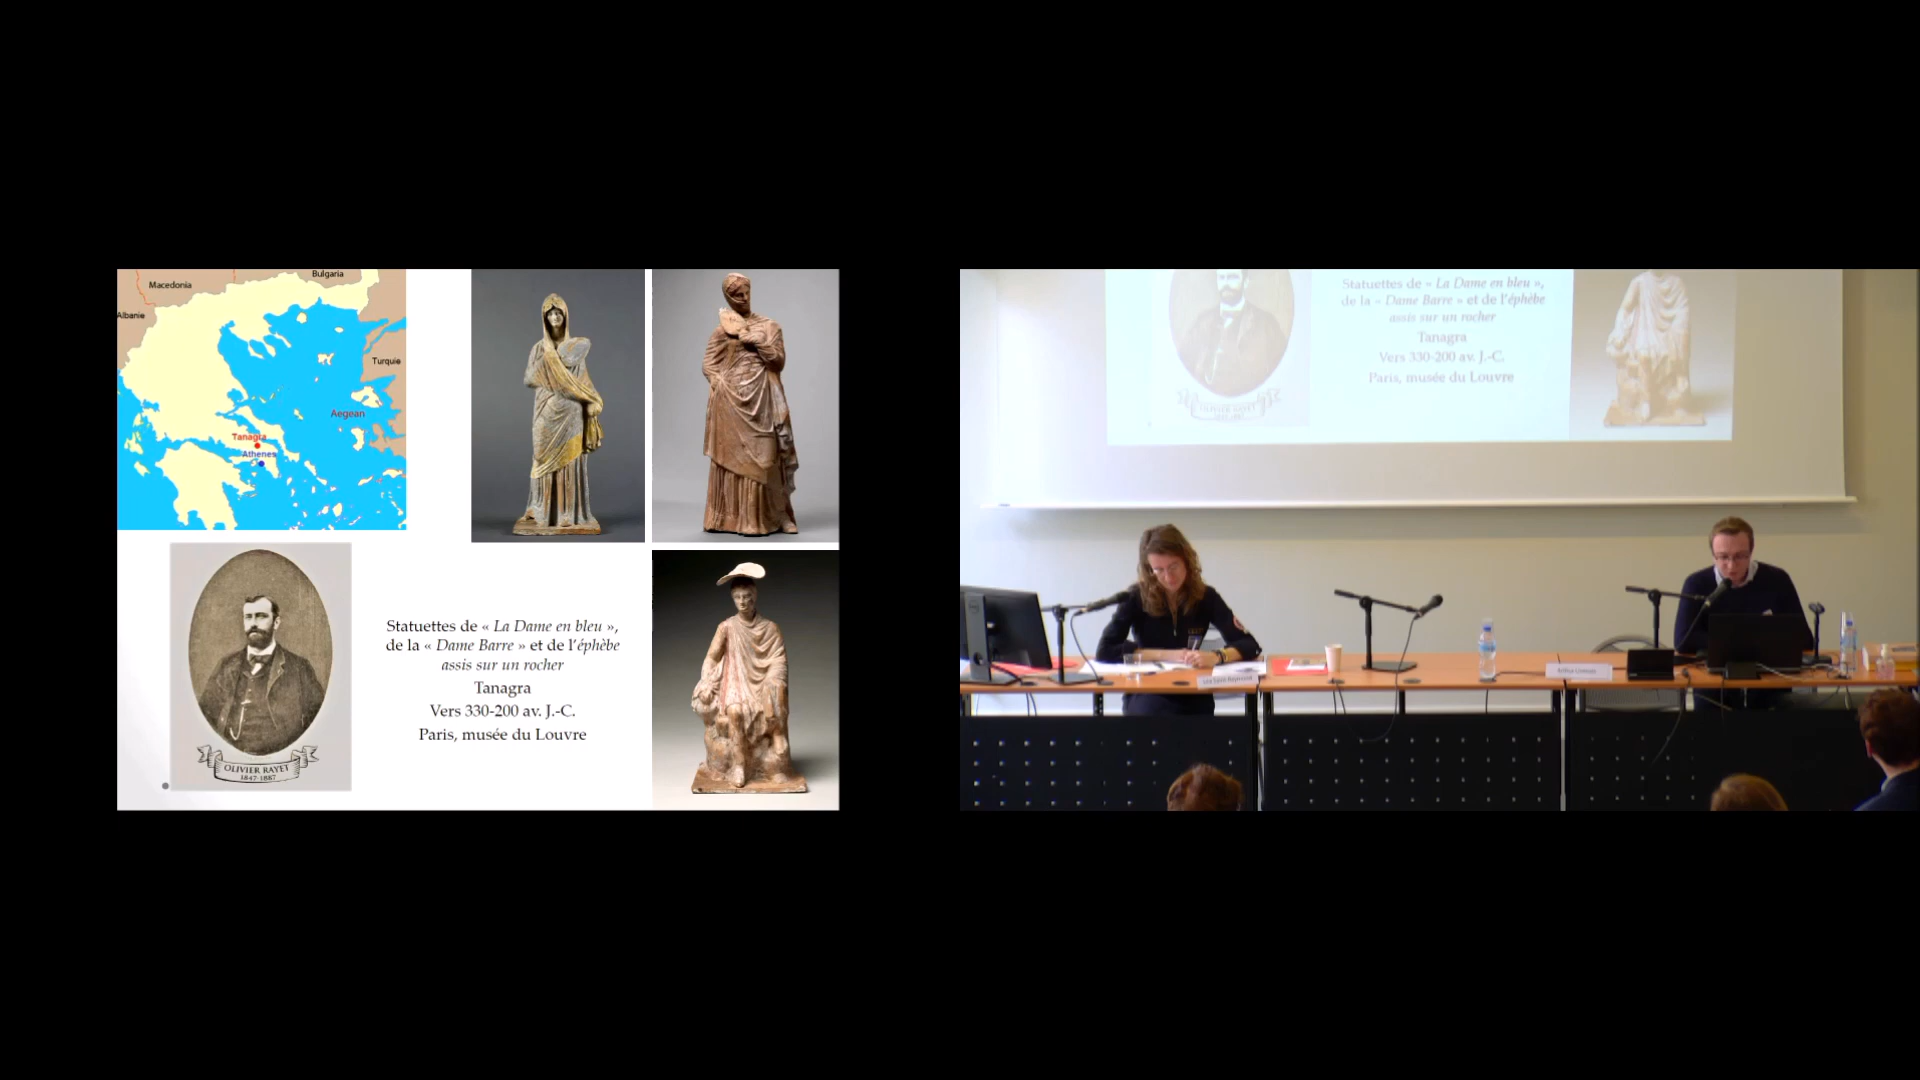 Macedonia
Bulgaria
Albanie
Turquie
Aegean
Tanagra
Athenes
OLIVIER RAYET
1847-1887
Statuettes de « La Dame en bleu »,
de la « Dame Barre » et de l'éphèbe
assis sur un rocher
Tanagra
Vers 330-200 av. J.-C.
Paris, musée du Louvre
Statuettes de « La Dame en bleu »,
de la « Dame Barre » et de l'éphèbe
assis sur un rocher
Tanagra
Vers 330-200 av. J.-C.
Paris, musée du Louvre
OLIVIER RAYET